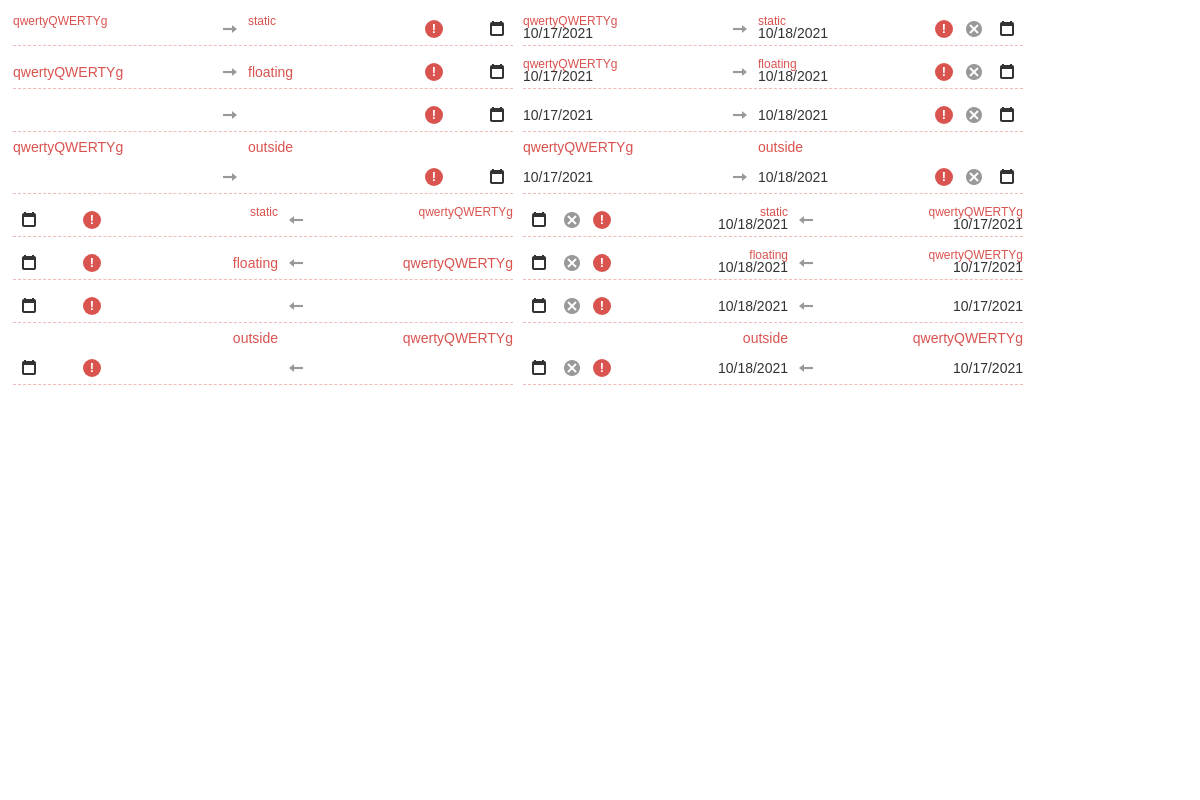 qwertyQWERTYg static qwertyQWERTYg static
10/17/2021 10/18/2021
qwertyQWERTYg floating qwertyQWERTYg floating
10/17/2021 10/18/2021
10/17/2021 10/18/2021
qwertyQWERTYg outside qwertyQWERTYg outside
10/17/2021 10/18/2021
static qwertyQWERTYg static qwertyQWERTYg
10/18/2021 10/17/2021
floating qwertyQWERTYg floating qwertyQWERTYg
10/18/2021 10/17/2021
10/18/2021 10/17/2021
outside qwertyQWERTYg outside qwertyQWERTYg
10/18/2021 10/17/2021